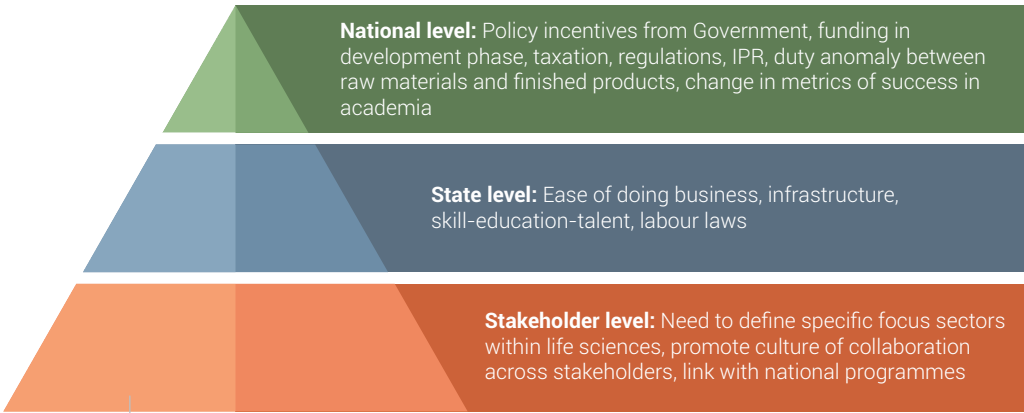 National level: Policy incentives from Government, funding in
development phase, taxation, regulations, IPR, duty anomaly between
raw materials and finished products, change in metrics of success in
academia
State level: Ease of doing business, infrastructure,
skill-education-talent, labour laws
Stakeholder level: Need to define specific focus sectors
within life sciences, promote culture of collaboration
across stakeholders, link with national programmes